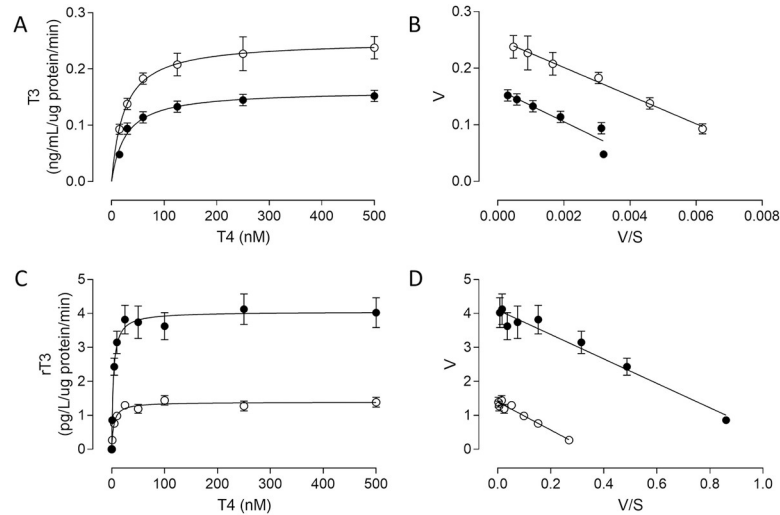 A
T3
(ng/mL/ug protein/min)
0.3
0.2
0.1
0.0
0 100 200 300 400 500
T4 (nM)
B
V
0.3
0.2
0.1
0.0
0.000 0.002 0.004 0.006 0.008
V/S
C
rT3
(pg/L/ug protein/min)
5
4
3
2
1
0
0 100 200 300 400 500
T4 (nM)
D
V
5
4
3
2
1
0
0.0 0.2 0.4 0.6 0.8 1.0
V/S